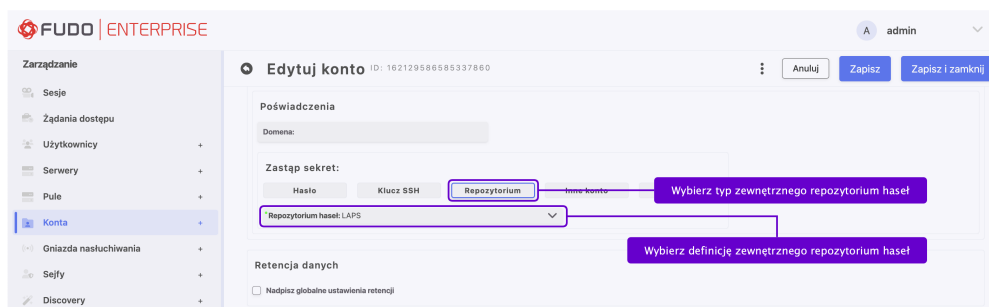 FUDO ENTERPRISE
A admin
Zarządzanie
Edytuj konto ID: 162129586585337860
Anuluj
Zapisz
Zapisz i zamknij
Sesje
Żądania dostępu
Użytkownicy +
Serwery +
Pule +
Konta +
Gniazda nasłuchiwania +
Sejfy +
Discovery +
Poświadczenia
Domena:
Zastąp sekret:
Hasło
Klucz SSH
Repozytorium
Inne konto
Wybierz typ zewnętrznego repozytorium haseł
*Repozytorium haseł: LAPS
Wybierz definicję zewnętrznego repozytorium haseł
Retencja danych
Nadpisz globalne ustawienia retencji